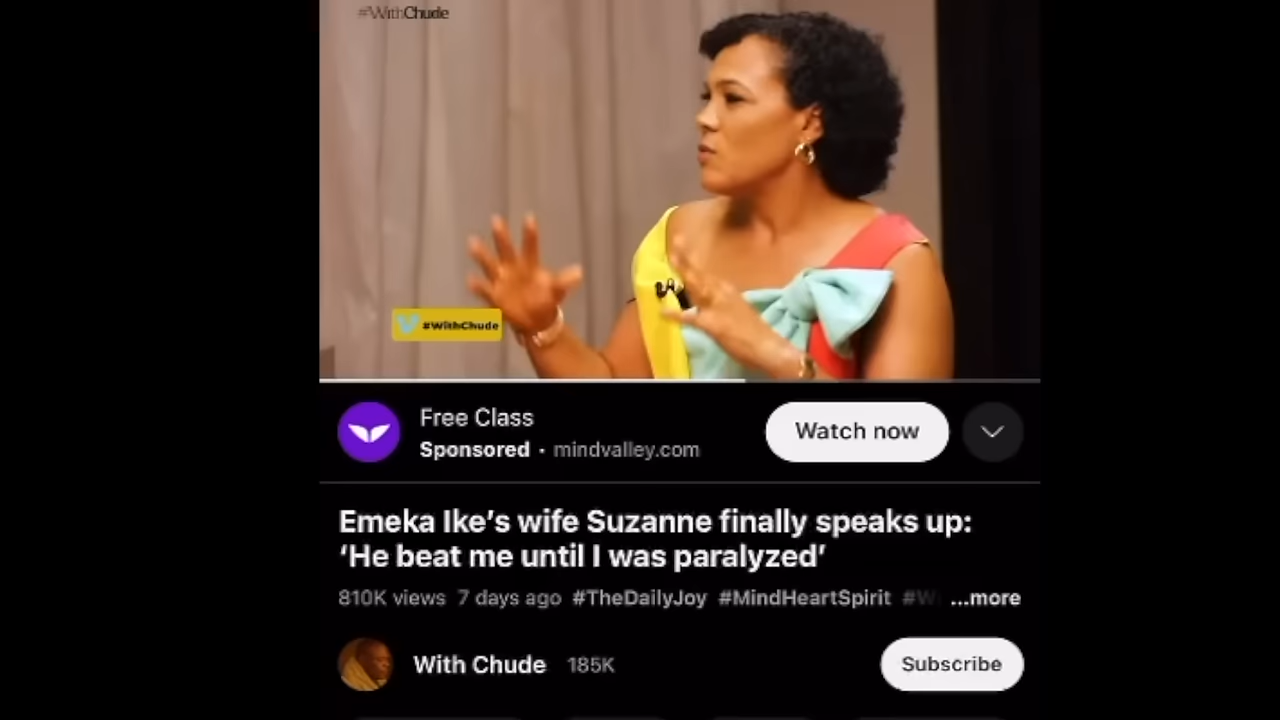 #WithChude
#WithChude
Free Class
Sponsored · mindvalley.com
Watch now
Emeka Ike’s wife Suzanne finally speaks up:
‘He beat me until I was paralyzed’
810K views 7 days ago #TheDailyJoy #MindHeartSpirit ...more
With Chude 185K
Subscribe